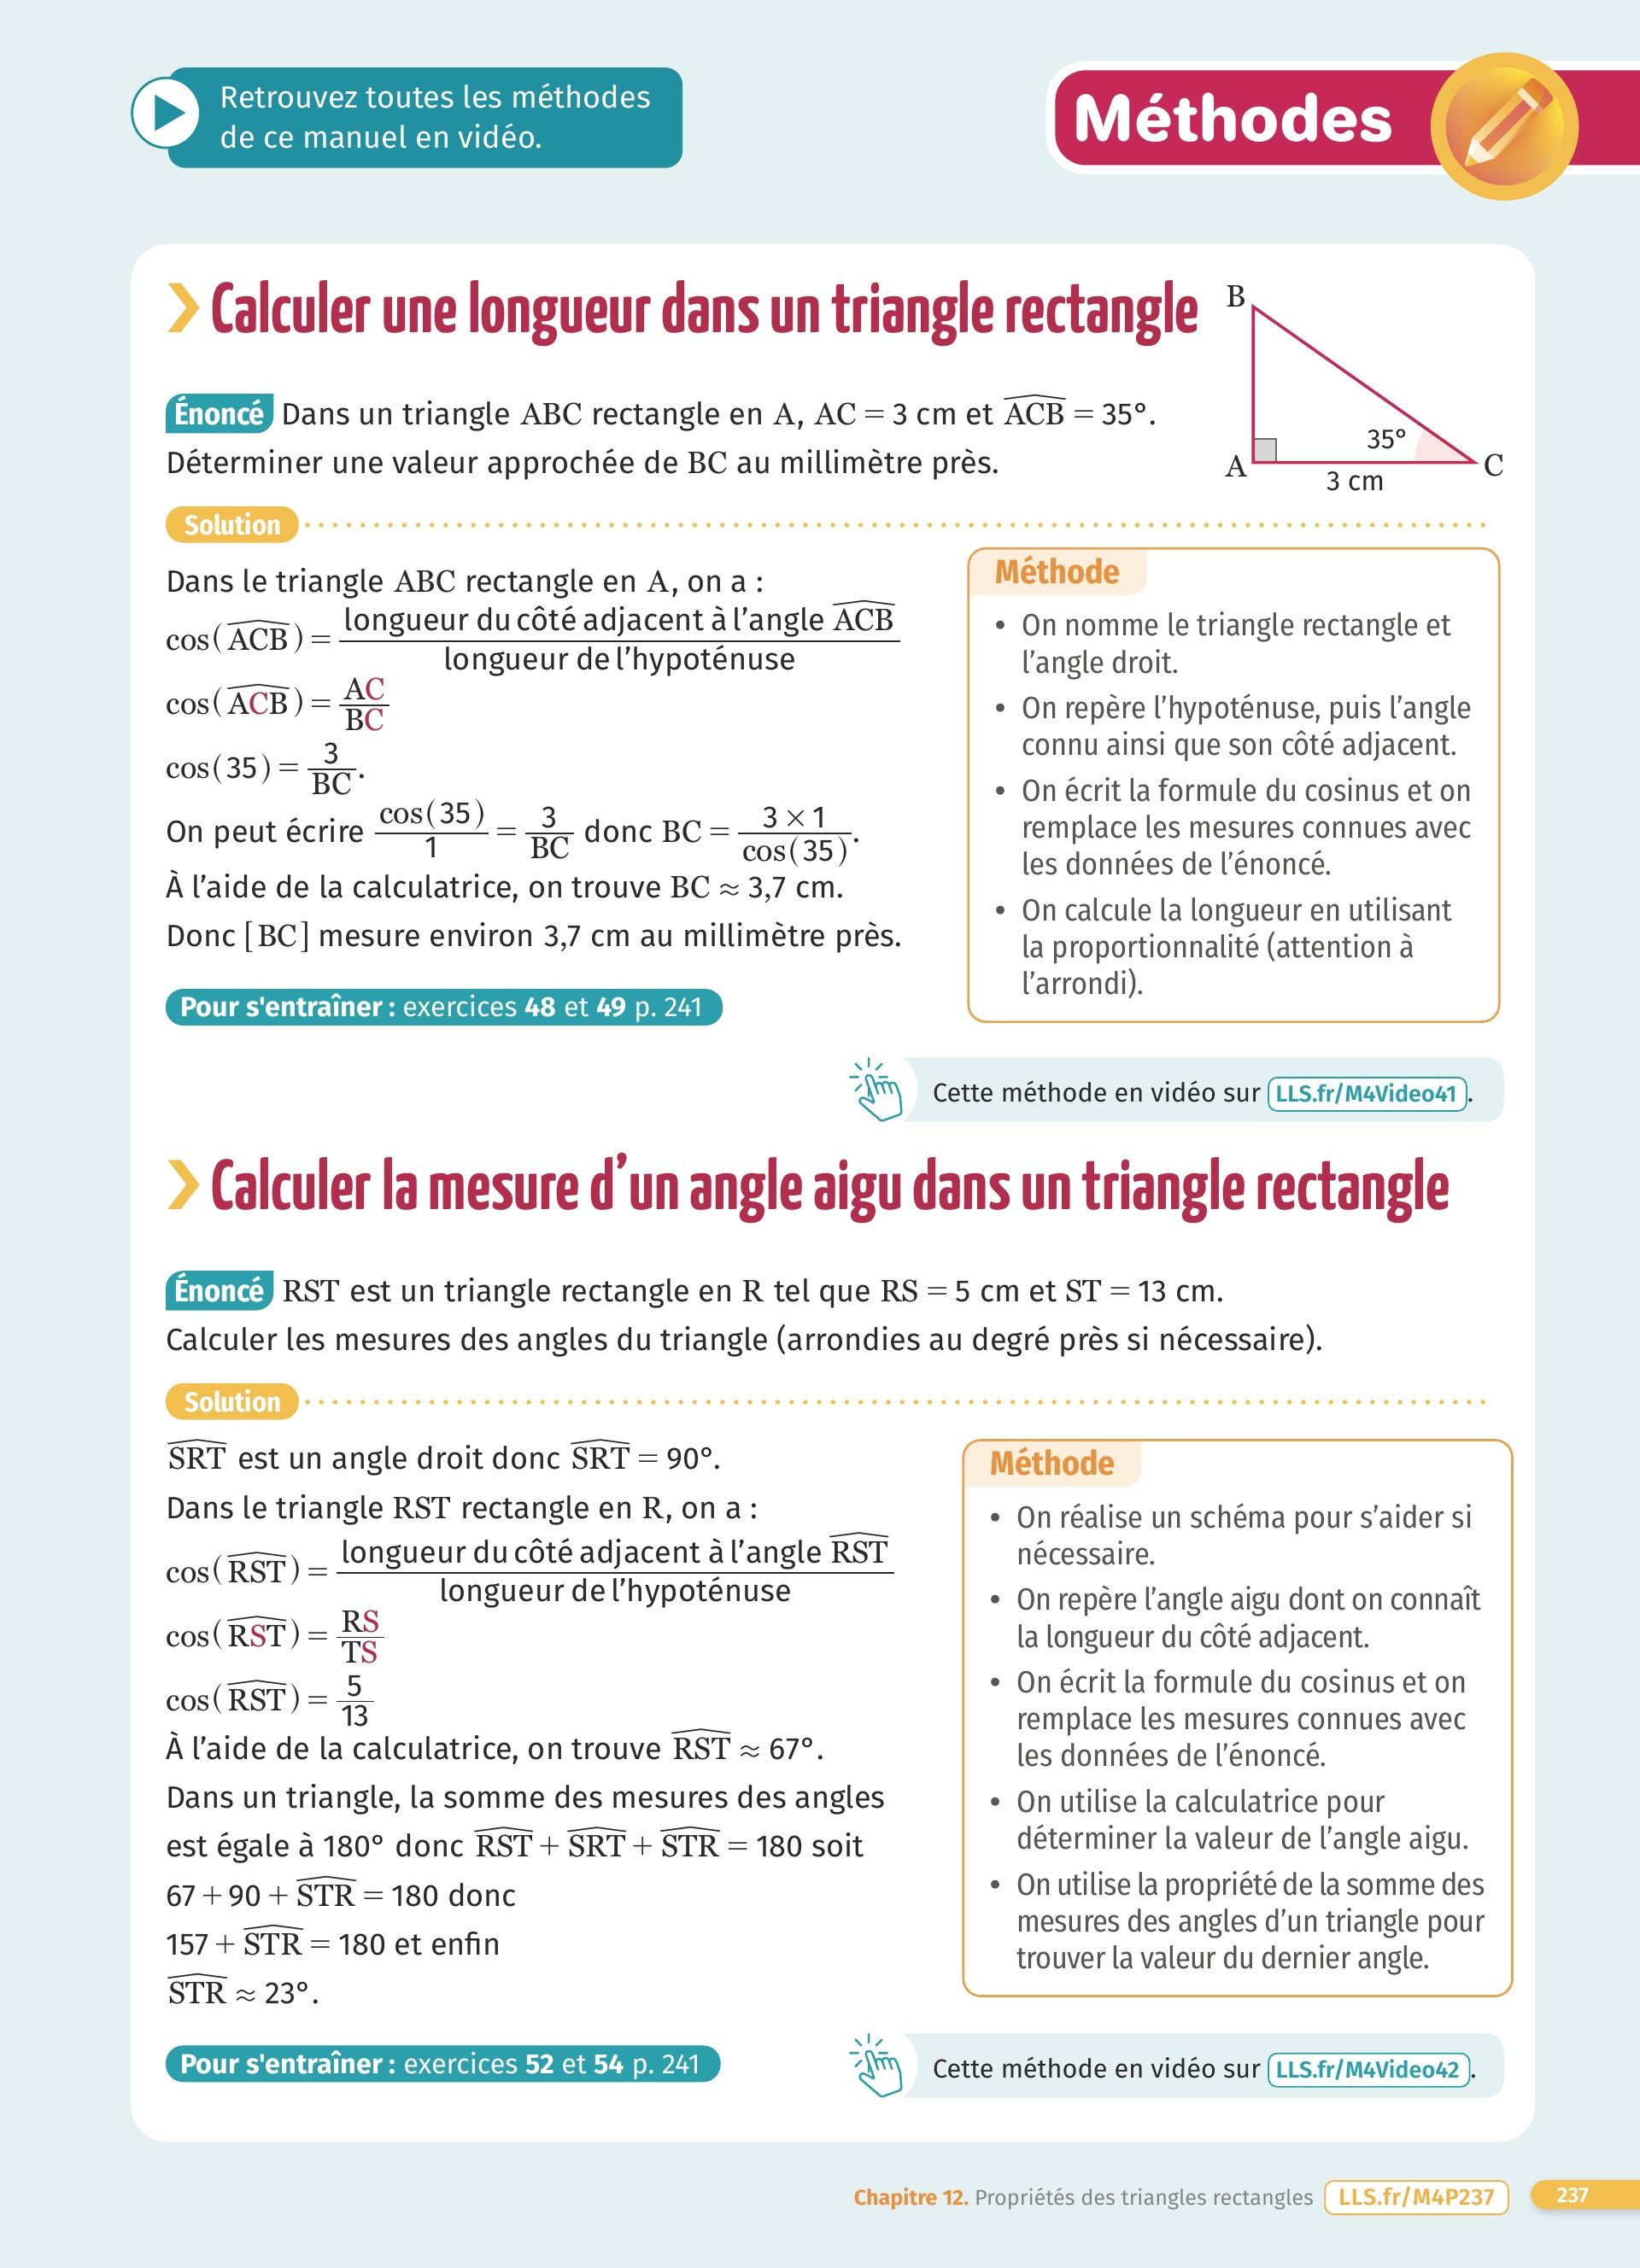 Retrouvez toutes les méthodes
de ce manuel en vidéo.
Méthodes
Calculer une longueur dans un triangle rectangle
B
A
C
35°
3 cm
Énoncé Dans un triangle ABC rectangle en A, AC = 3 cm et \widehat{ACB} = 35°.
Déterminer une valeur approchée de BC au millimètre près.
Solution
Dans le triangle ABC rectangle en A, on a :
cos(\widehat{ACB}) = \frac{longueur du côté adjacent à l’angle \widehat{ACB}}{longueur de l’hypoténuse}
cos(\widehat{ACB}) = \frac{AC}{BC}
cos(35) = \frac{3}{BC}.
On peut écrire \frac{cos(35)}{1} = \frac{3}{BC} donc BC = \frac{3 × 1}{cos(35)}.
À l’aide de la calculatrice, on trouve BC ≈ 3,7 cm.
Donc [BC] mesure environ 3,7 cm au millimètre près.
Pour s'entraîner : exercices 48 et 49 p. 241
Méthode
• On nomme le triangle rectangle et
l’angle droit.
• On repère l’hypoténuse, puis l’angle
connu ainsi que son côté adjacent.
• On écrit la formule du cosinus et on
remplace les mesures connues avec
les données de l’énoncé.
• On calcule la longueur en utilisant
la proportionnalité (attention à
l’arrondi).
Cette méthode en vidéo sur LLS.fr/M4Video41.
Calculer la mesure d’un angle aigu dans un triangle rectangle
Énoncé RST est un triangle rectangle en R tel que RS = 5 cm et ST = 13 cm.
Calculer les mesures des angles du triangle (arrondies au degré près si nécessaire).
Solution
\widehat{SRT} est un angle droit donc \widehat{SRT} = 90°.
Dans le triangle RST rectangle en R, on a :
cos(\widehat{RST}) = \frac{longueur du côté adjacent à l’angle \widehat{RST}}{longueur de l’hypoténuse}
cos(\widehat{RST}) = \frac{RS}{TS}
cos(\widehat{RST}) = \frac{5}{13}
À l’aide de la calculatrice, on trouve \widehat{RST} ≈ 67°.
Dans un triangle, la somme des mesures des angles
est égale à 180° donc \widehat{RST} + \widehat{SRT} + \widehat{STR} = 180 soit
67 + 90 + \widehat{STR} = 180 donc
157 + \widehat{STR} = 180 et enfin
\widehat{STR} ≈ 23°.
Pour s'entraîner : exercices 52 et 54 p. 241
Méthode
• On réalise un schéma pour s’aider si
nécessaire.
• On repère l’angle aigu dont on connaît
la longueur du côté adjacent.
• On écrit la formule du cosinus et on
remplace les mesures connues avec
les données de l’énoncé.
• On utilise la calculatrice pour
déterminer la valeur de l’angle aigu.
• On utilise la propriété de la somme des
mesures des angles d’un triangle pour
trouver la valeur du dernier angle.
Cette méthode en vidéo sur LLS.fr/M4Video42.
Chapitre 12. Propriétés des triangles rectangles LLS.fr/M4P237 237